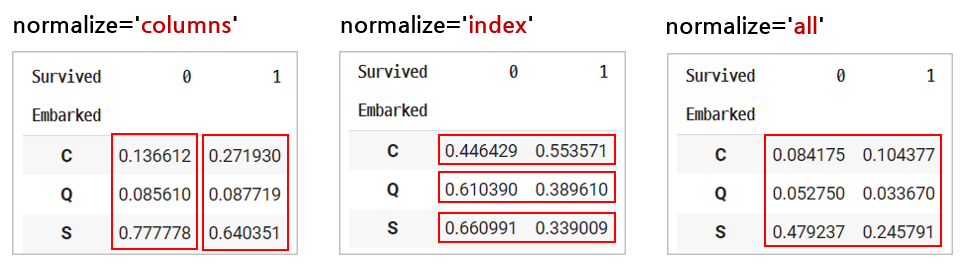 normalize='columns'
Survived 0 1
Embarked
C 0.136612 0.271930
Q 0.085610 0.087719
S 0.777778 0.640351
normalize='index'
Survived 0 1
Embarked
C 0.446429 0.553571
Q 0.610390 0.389610
S 0.660991 0.339009
normalize='all'
Survived 0 1
Embarked
C 0.084175 0.104377
Q 0.052750 0.033670
S 0.479237 0.245791